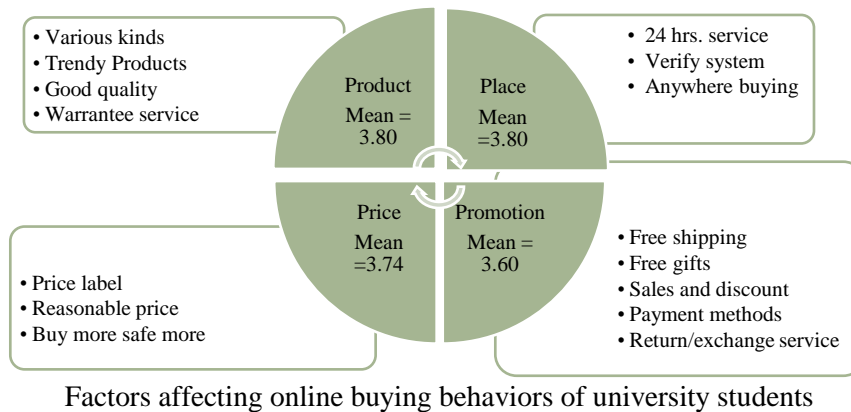 • Various kinds
• Trendy Products
• Good quality
• Warrantee service
Product
Mean =
3.80
Place
Mean
=3.80
• 24 hrs. service
• Verify system
• Anywhere buying
• Price label
• Reasonable price
• Buy more safe more
Price
Mean
=3.74
Promotion
Mean =
3.60
• Free shipping
• Free gifts
• Sales and discount
• Payment methods
• Return/exchange service
Factors affecting online buying behaviors of university students